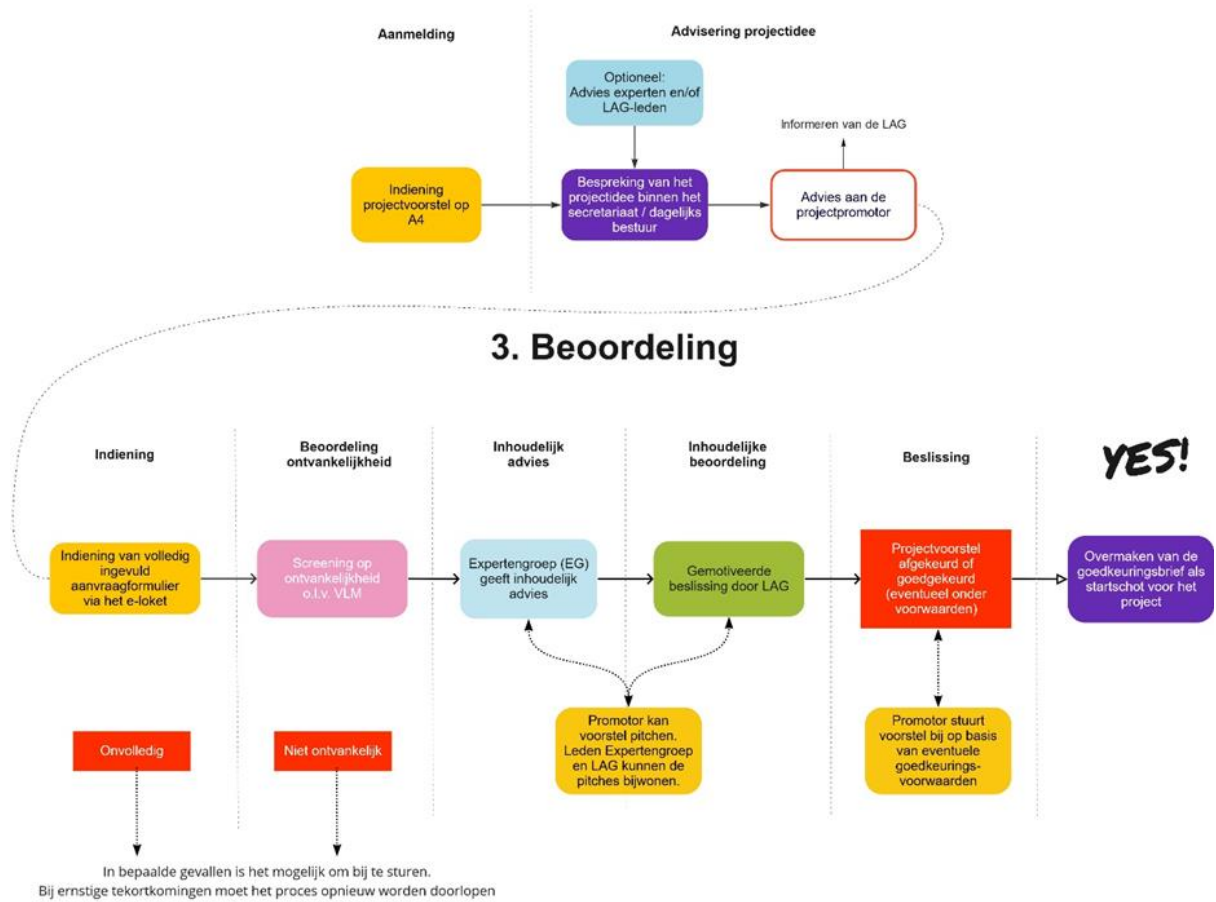 Aanmelding
Advisering projectidee
Optioneel:
Advies experten en/of
LAG-leden
Informeren van de LAG
Indiening
projectvoorstel op
A4
Bespreking van het
projectidee binnen het
secretariaat / dagelijks
bestuur
Advies aan de
projectpromotor
3. Beoordeling
Indiening
Beoordeling
ontvankelijkheid
Inhoudelijk
advies
Inhoudelijke
beoordeling
Beslissing
YES!
Indiening van volledig
ingevuld
aanvraagformulier
via het e-loket
Screening op
ontvankelijkheid
o.l.v. VLM
Expertengroep (EG)
geeft inhoudelijk
advies
Gemotiveerde
beslissing door LAG
Projectvoorstel
afgekeurd of
goedgekeurd
(eventueel onder
voorwaarden)
Overmaken van de
goedkeuringsbrief als
startschot voor het
project
Onvolledig
Niet ontvankelijk
Promotor kan
voorstel pitchen.
Leden Expertengroep
en LAG kunnen de
pitches bijwonen.
Promotor stuurt
voorstel bij op basis
van eventuele
goedkeurings-
voorwaarden
In bepaalde gevallen is het mogelijk om bij te sturen.
Bij ernstige tekortkomingen moet het proces opnieuw worden doorlopen